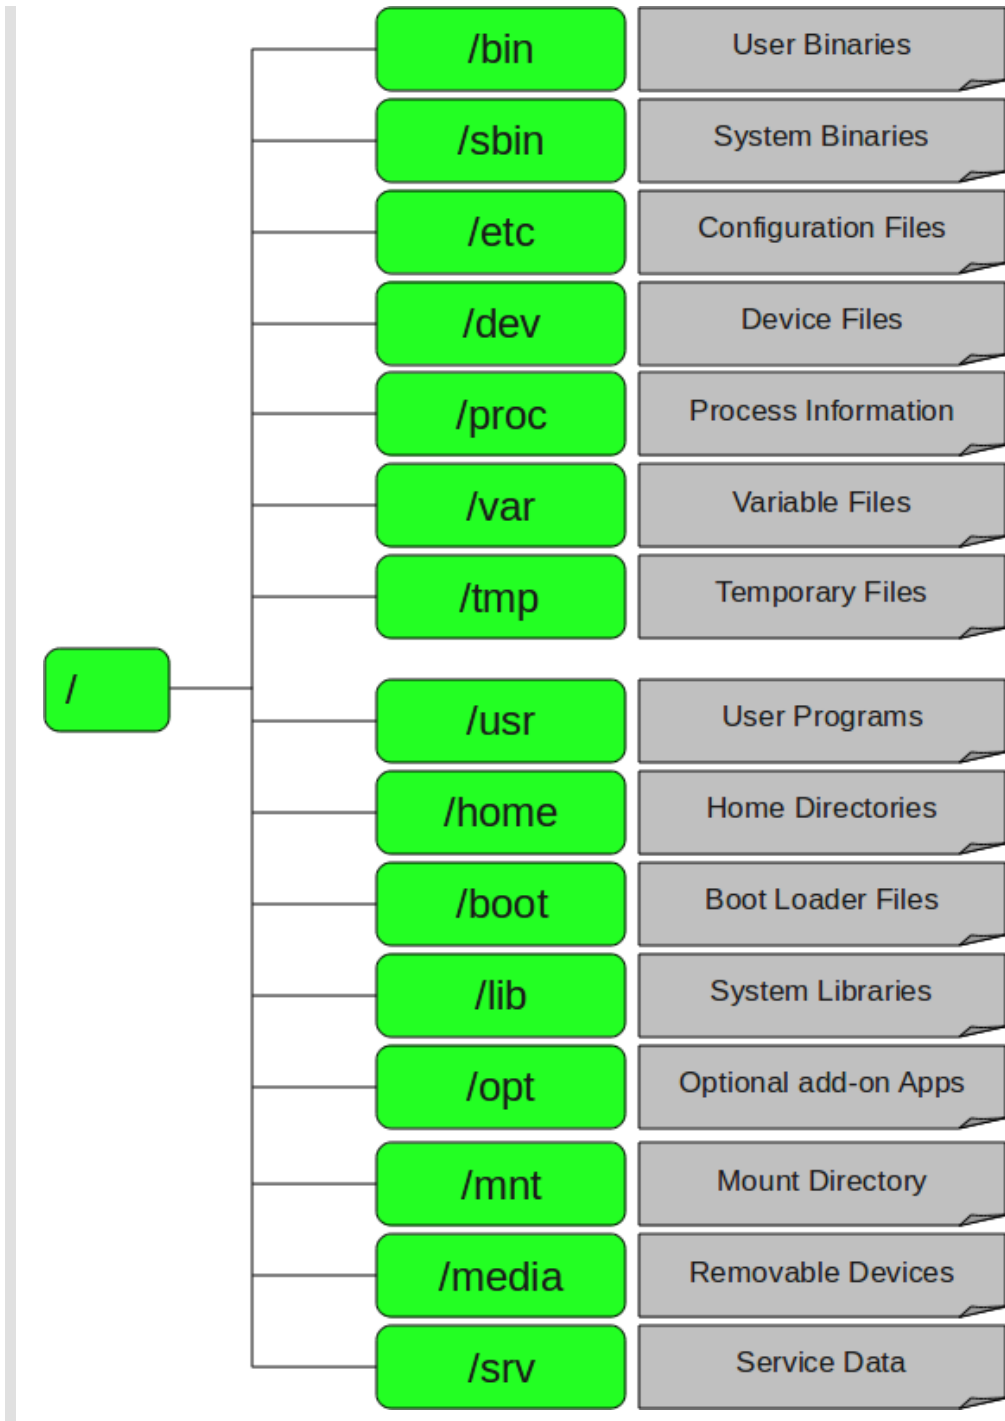 /bin User Binaries
/sbin System Binaries
/etc Configuration Files
/dev Device Files
/proc Process Information
/var Variable Files
/tmp Temporary Files
/
/usr User Programs
/home Home Directories
/boot Boot Loader Files
/lib System Libraries
/opt Optional add-on Apps
/mnt Mount Directory
/media Removable Devices
/srv Service Data